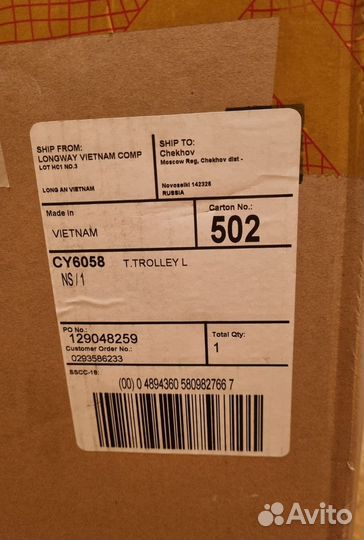 SHIP FROM:
LONGWAY VIETNAM COMP
LOT HC1 NO.3
LONG AN VIETNAM
SHIP TO:
Chekhov
Moscow Reg, Chekhov dist -
Novoselki 142326
RUSSIA
Made in
VIETNAM
Carton No.:
502
CY6058 T.TROLLEY L
NS / 1
PO No.:
129048259
Customer Order No.:
0293586233
Total Qty:
1
SSCC-18:
(00) 0 4894360 580982766 7
Avito